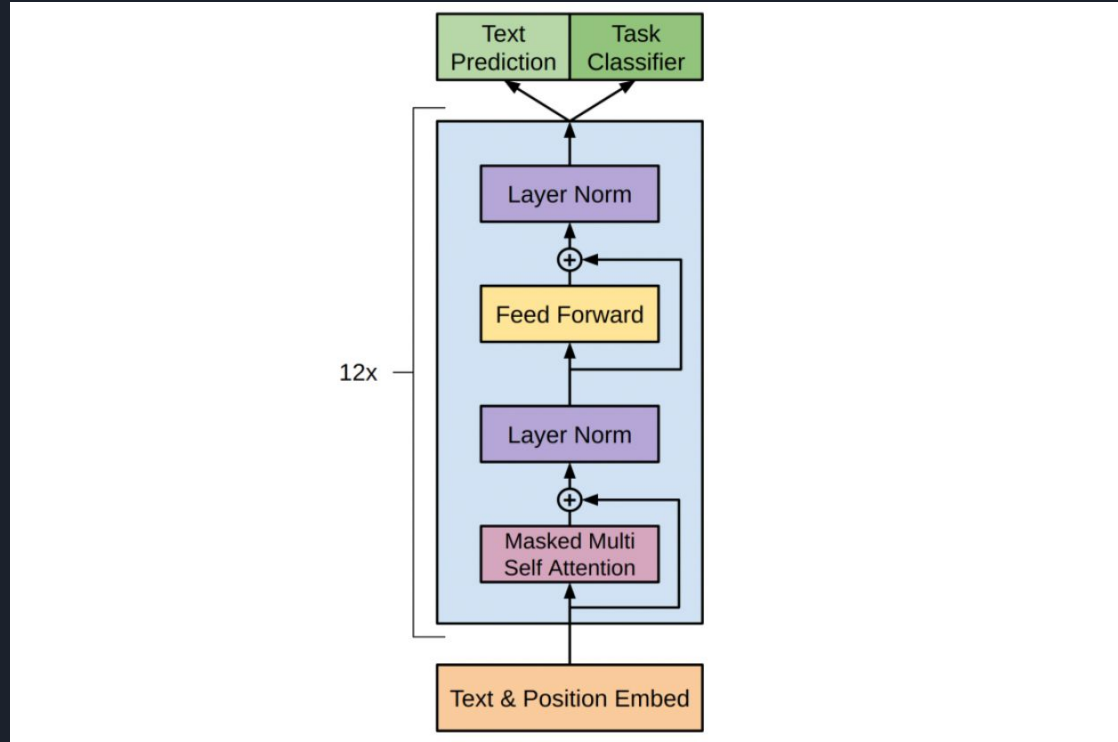 Text
Prediction
Task
Classifier
Layer Norm
Feed Forward
12x
Layer Norm
Masked Multi
Self Attention
Text & Position Embed